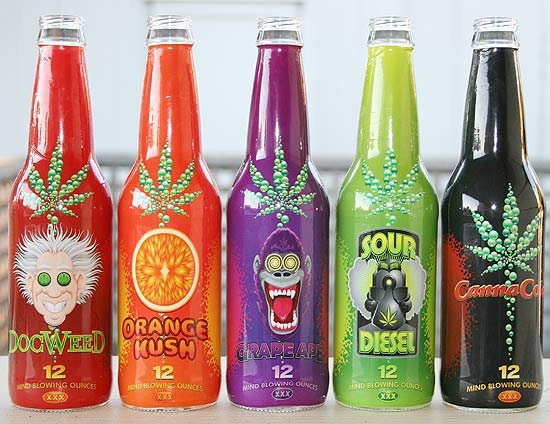 DOCWEED
12
MIND BLOWING OUNCES
XXX
ORANGE
KUSH
12
MIND BLOWING OUNCES
XXX
GRAPE APE
12
MIND BLOWING OUNCES
XXX
SOUR
DIESEL
12
MIND BLOWING OUNCES
XXX
CannaCo
12
MIND BLOWING OUNCES
XXX